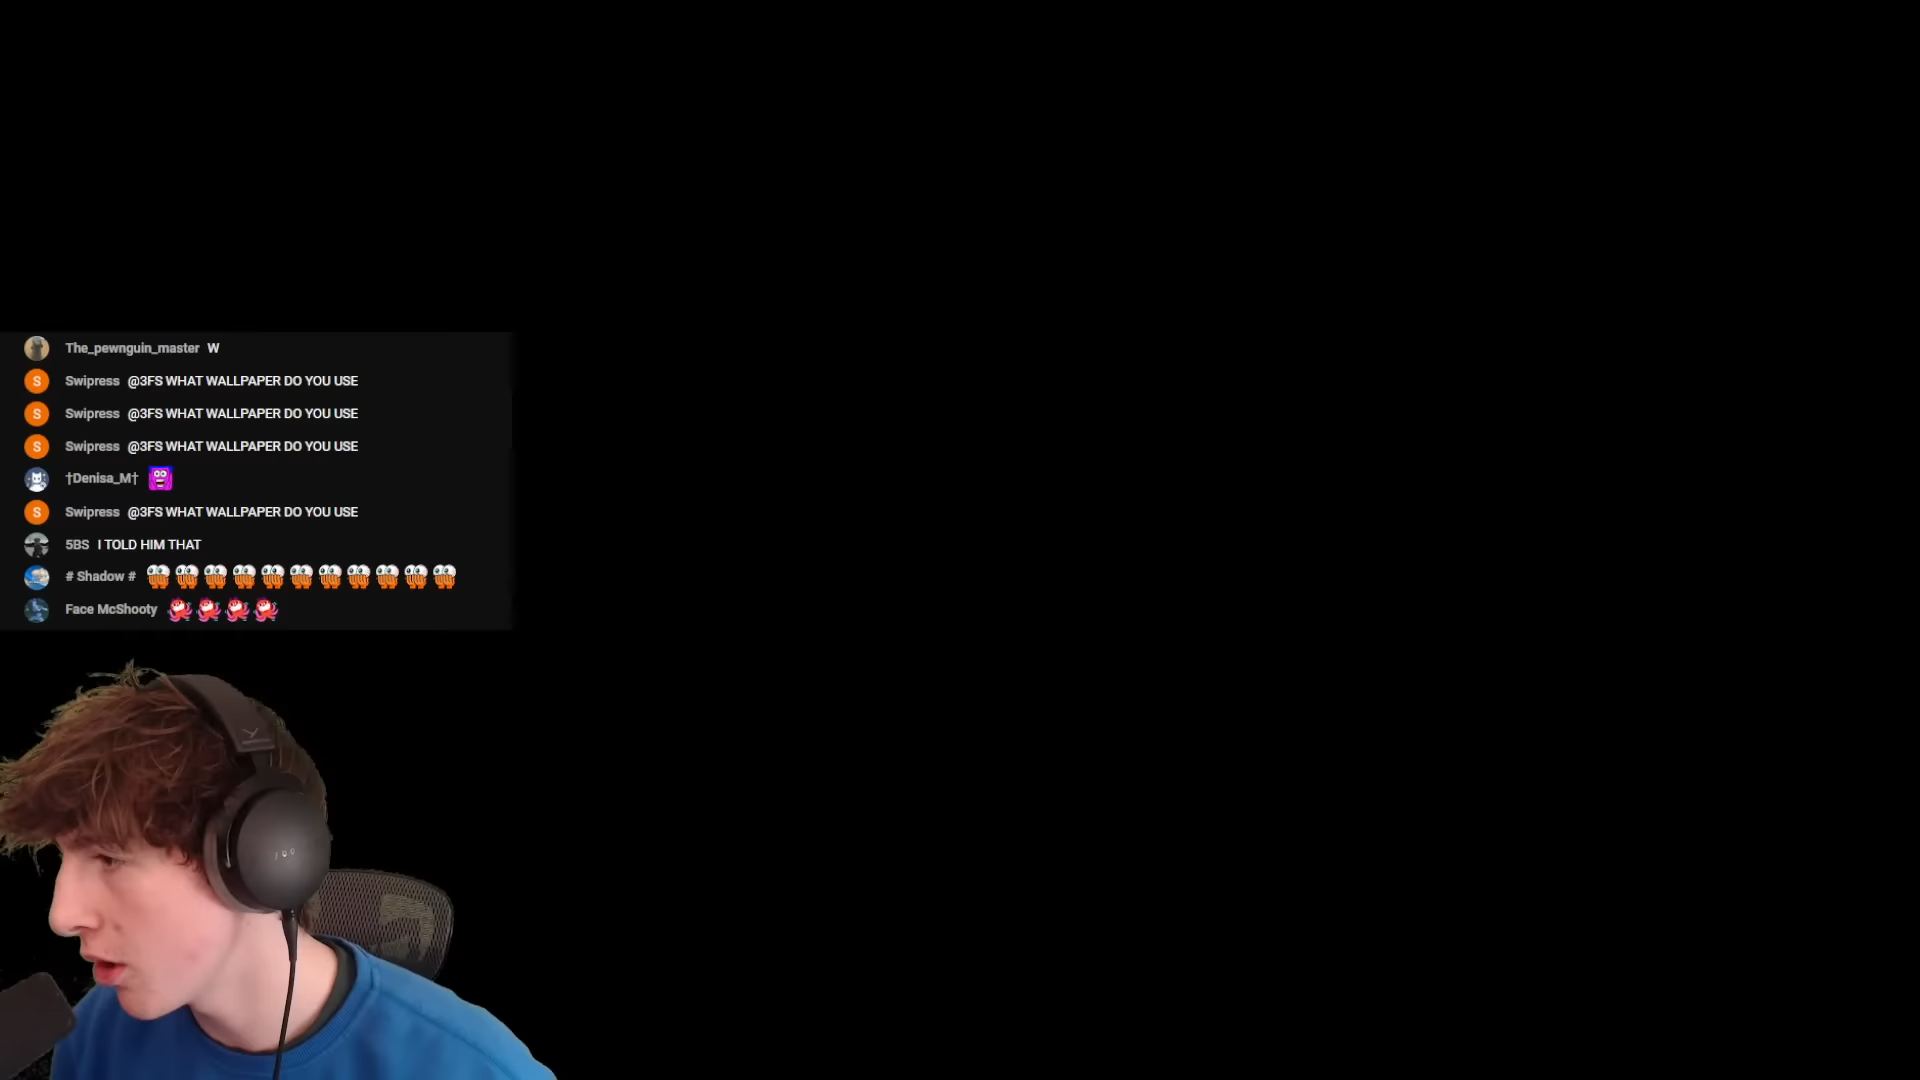 The_pewnguin_master W
S Swipress @3FS WHAT WALLPAPER DO YOU USE
S Swipress @3FS WHAT WALLPAPER DO YOU USE
S Swipress @3FS WHAT WALLPAPER DO YOU USE
†Denisa_M†
S Swipress @3FS WHAT WALLPAPER DO YOU USE
5BS I TOLD HIM THAT
# Shadow #
Face McShooty